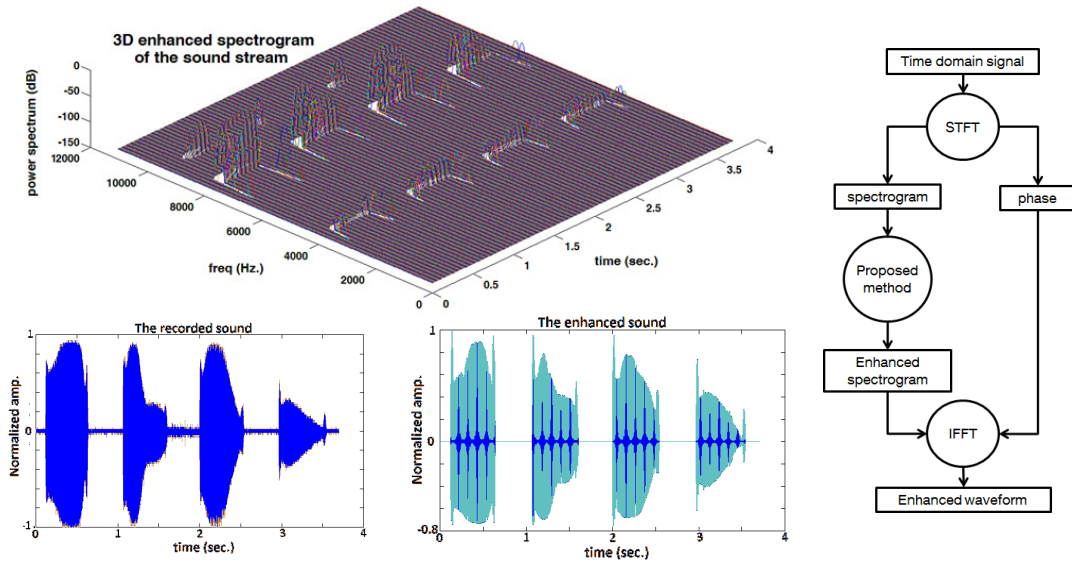 3D enhanced spectrogram
of the sound stream
power spectrum (dB)
0
-50
-100
-150
12000
10000
8000
6000
4000
2000
0
freq (Hz.)
0
0.5
1
1.5
2
2.5
3
3.5
4
time (sec.)
The recorded sound
Normalized amp.
1
0
-1
0
1
2
3
4
time (sec.)
The enhanced sound
Normalized amp.
1
0
-0.8
0
1
2
3
4
time (sec.)
Time domain signal
STFT
spectrogram
phase
Proposed
method
Enhanced
spectrogram
IFFT
Enhanced waveform